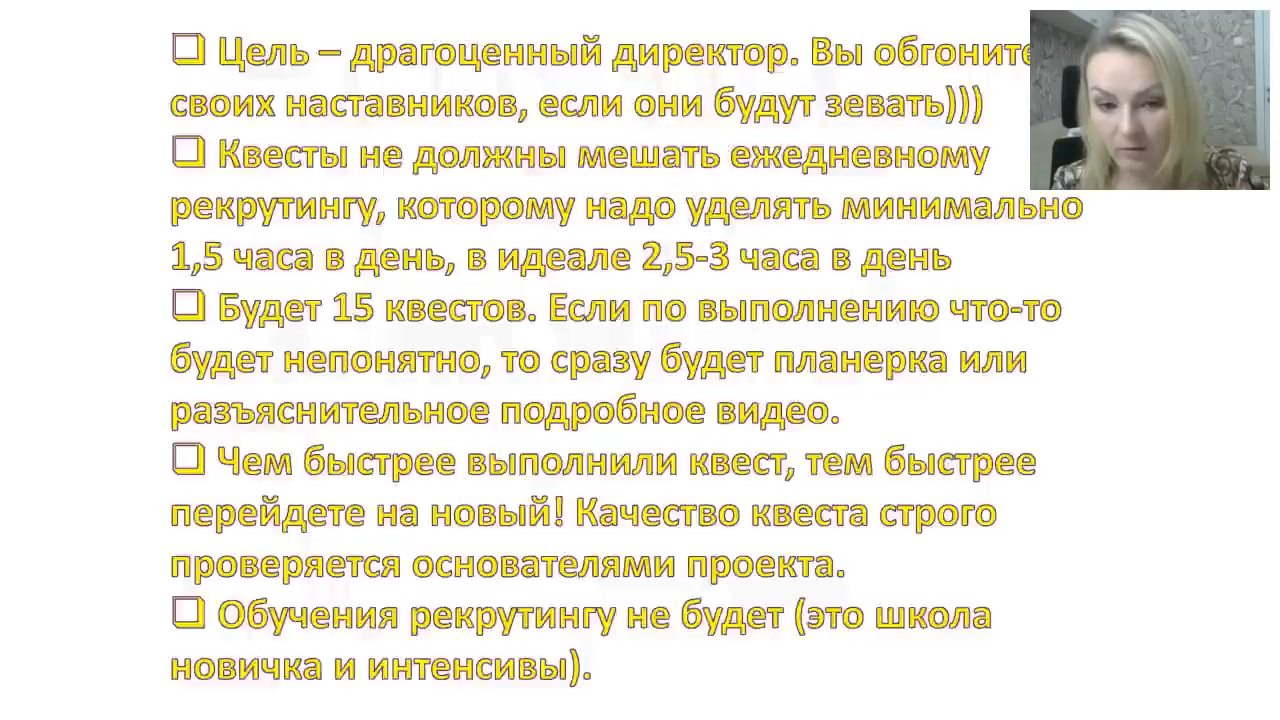 ❑ Цель – драгоценный директор. Вы обгоните
своих наставников, если они будут зевать)))
❑ Квесты не должны мешать ежедневному
рекрутингу, которому надо уделять минимально
1,5 часа в день, в идеале 2,5-3 часа в день
❑ Будет 15 квестов. Если по выполнению что-то
будет непонятно, то сразу будет планерка или
разъяснительное подробное видео.
❑ Чем быстрее выполнили квест, тем быстрее
перейдете на новый! Качество квеста строго
проверяется основателями проекта.
❑ Обучения рекрутингу не будет (это школа
новичка и интенсивы).